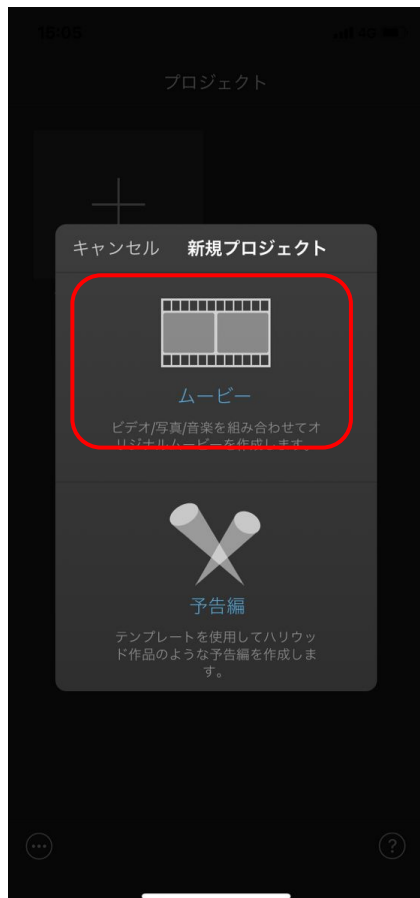 15:05
4G
プロジェクト
キャンセル 新規プロジェクト
ムービー
ビデオ/写真/音楽を組み合わせてオ
リジナルムービーを作成します。
予告編
テンプレートを使用してハリウッ
ド作品のような予告編を作成しま
す。
?